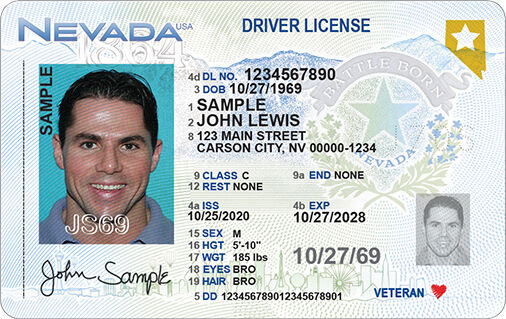 NEVADA USA DRIVER LICENSE
1864
SAMPLE
4d DL NO. 1234567890
3 DOB 10/27/1969
1 SAMPLE
2 JOHN LEWIS
8 123 MAIN STREET
CARSON CITY, NV 00000-1234
9 CLASS C 9a END NONE
12 REST NONE
4a ISS 4b EXP
10/25/2020 10/27/2028
15 SEX M
16 HGT 5'-10"
17 WGT 185 lbs
18 EYES BRO
19 HAIR BRO
5 DD 123456789012345678901
10/27/69
VETERAN
JS69
John Sample
BATTLE BORN
NEVADA